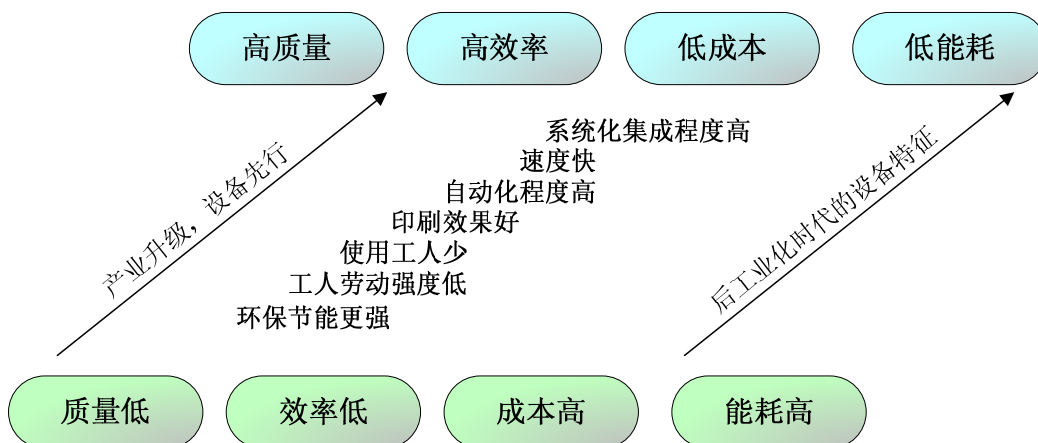 高质量
高效率
低成本
低能耗
产业升级，设备先行
系统化集成程度高
速度快
自动化程度高
印刷效果好
使用工人少
工人劳动强度低
环保节能更强
后工业化时代的设备特征
质量低
效率低
成本高
能耗高